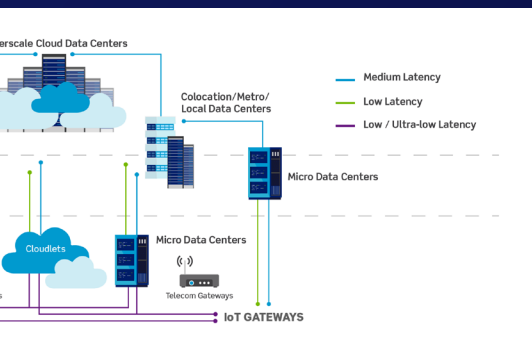 erscale Cloud Data Centers
Medium Latency
Colocation/Metro/
Local Data Centers
Low Latency
Low / Ultra-low Latency
Micro Data Centers
Cloudlets
Micro Data Centers
Telecom Gateways
IoT GATEWAYS